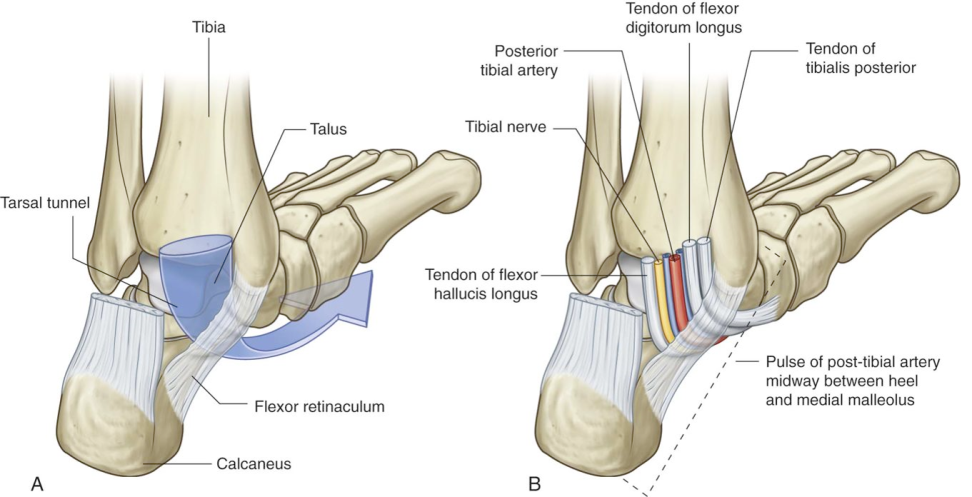 Tibia
Talus
Tarsal tunnel
Flexor retinaculum
Calcaneus
A
Tendon of flexor
digitorum longus
Posterior
tibial artery
Tendon of
tibialis posterior
Tibial nerve
Tendon of flexor
hallucis longus
Pulse of post-tibial artery
midway between heel
and medial malleolus
B